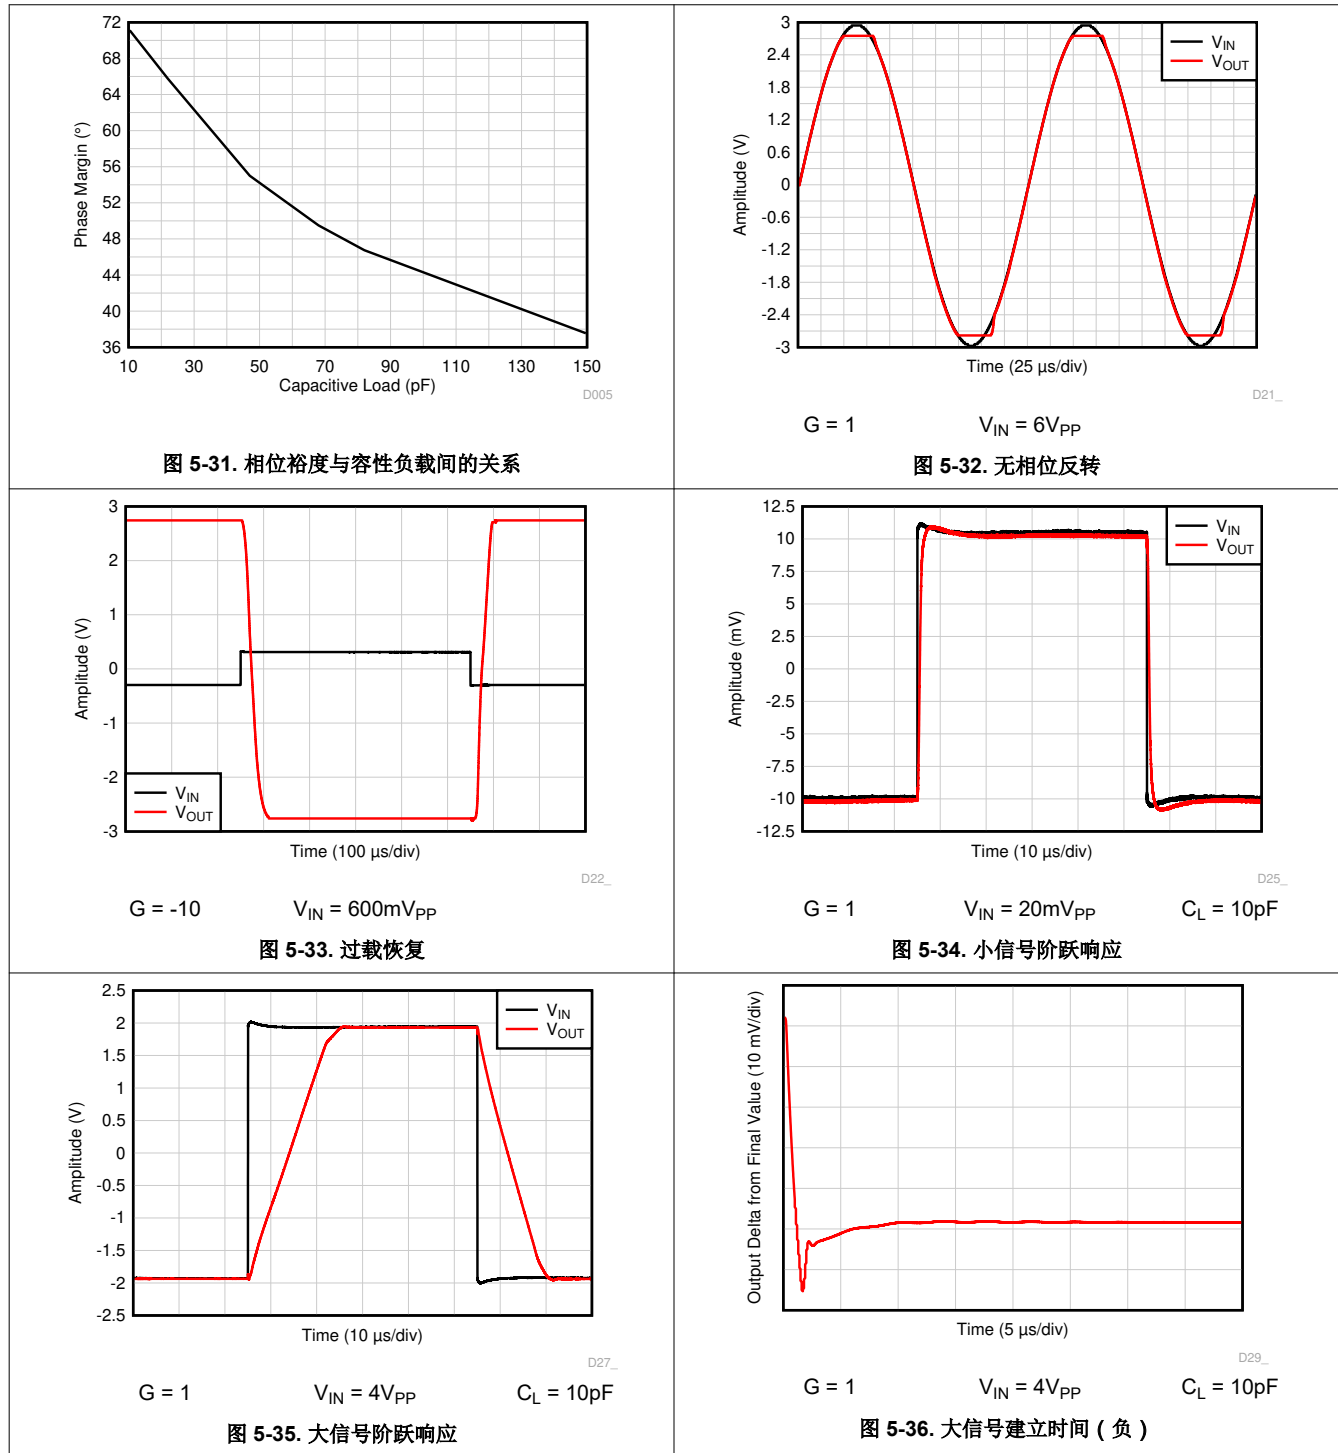 72
68
64
60
56
52
48
44
40
36
Phase Margin (°)
10 30 50 70 90 110 130 150
Capacitive Load (pF)
D005
图 5-31. 相位裕度与容性负载间的关系
3
2.4
1.8
1.2
0.6
0
-0.6
-1.2
-1.8
-2.4
-3
Amplitude (V)
VIN
VOUT
Time (25 µs/div)
D21_
G = 1 VIN = 6VPP
图 5-32. 无相位反转
3
2
1
0
-1
-2
-3
Amplitude (V)
VIN
VOUT
Time (100 µs/div)
D22_
G = -10 VIN = 600mVPP
图 5-33. 过载恢复
12.5
10
7.5
5
2.5
0
-2.5
-5
-7.5
-10
-12.5
Amplitude (mV)
VIN
VOUT
Time (10 µs/div)
D25_
G = 1 VIN = 20mVPP CL = 10pF
图 5-34. 小信号阶跃响应
2.5
2
1.5
1
0.5
0
-0.5
-1
-1.5
-2
-2.5
Amplitude (V)
VIN
VOUT
Time (10 µs/div)
D27_
G = 1 VIN = 4VPP CL = 10pF
图 5-35. 大信号阶跃响应
Output Delta from Final Value (10 mV/div)
Time (5 µs/div)
D29_
G = 1 VIN = 4VPP CL = 10pF
图 5-36. 大信号建立时间（负）